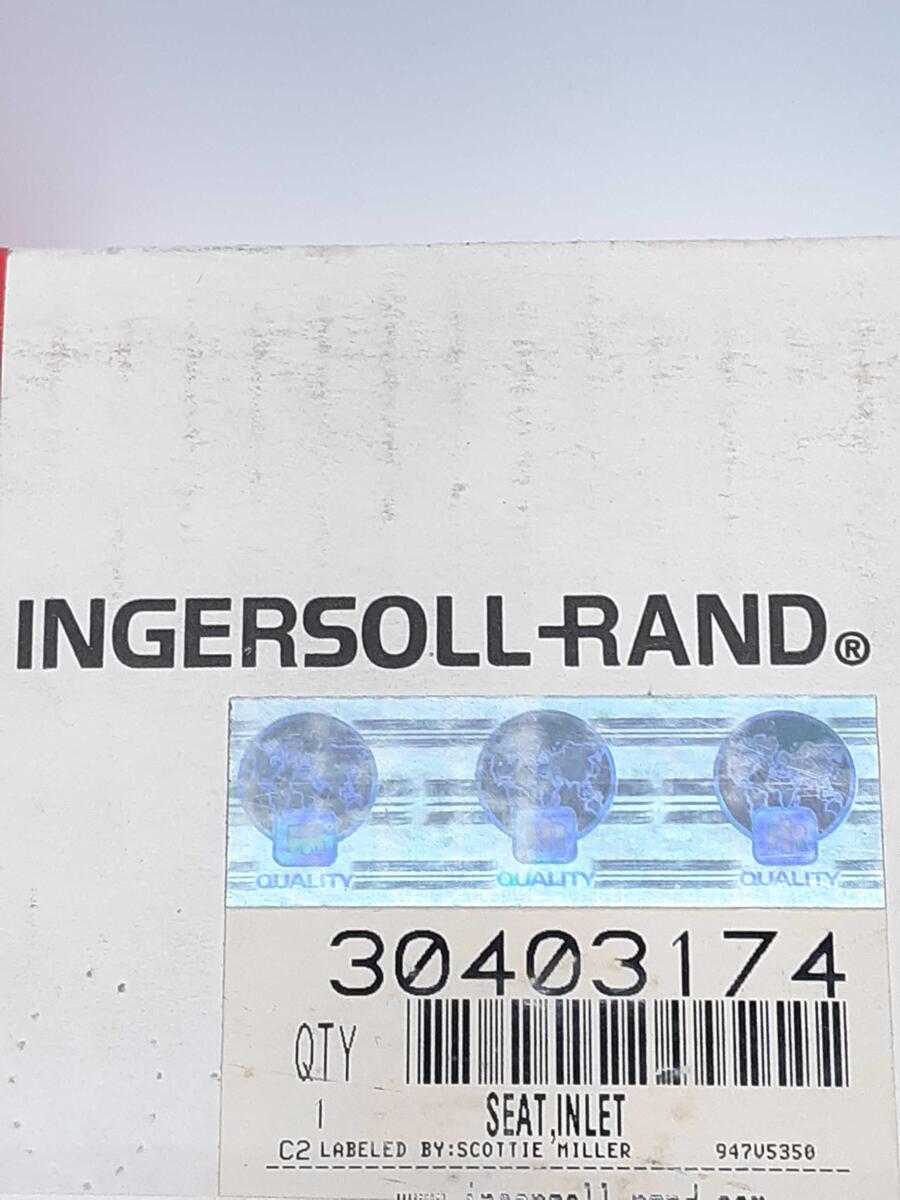 INGERSOLL-RAND®
QUALITY QUALITY QUALITY
30403174
QTY
1 SEAT,INLET
C2 LABELED BY:SCOTTIE MILLER 947V5350